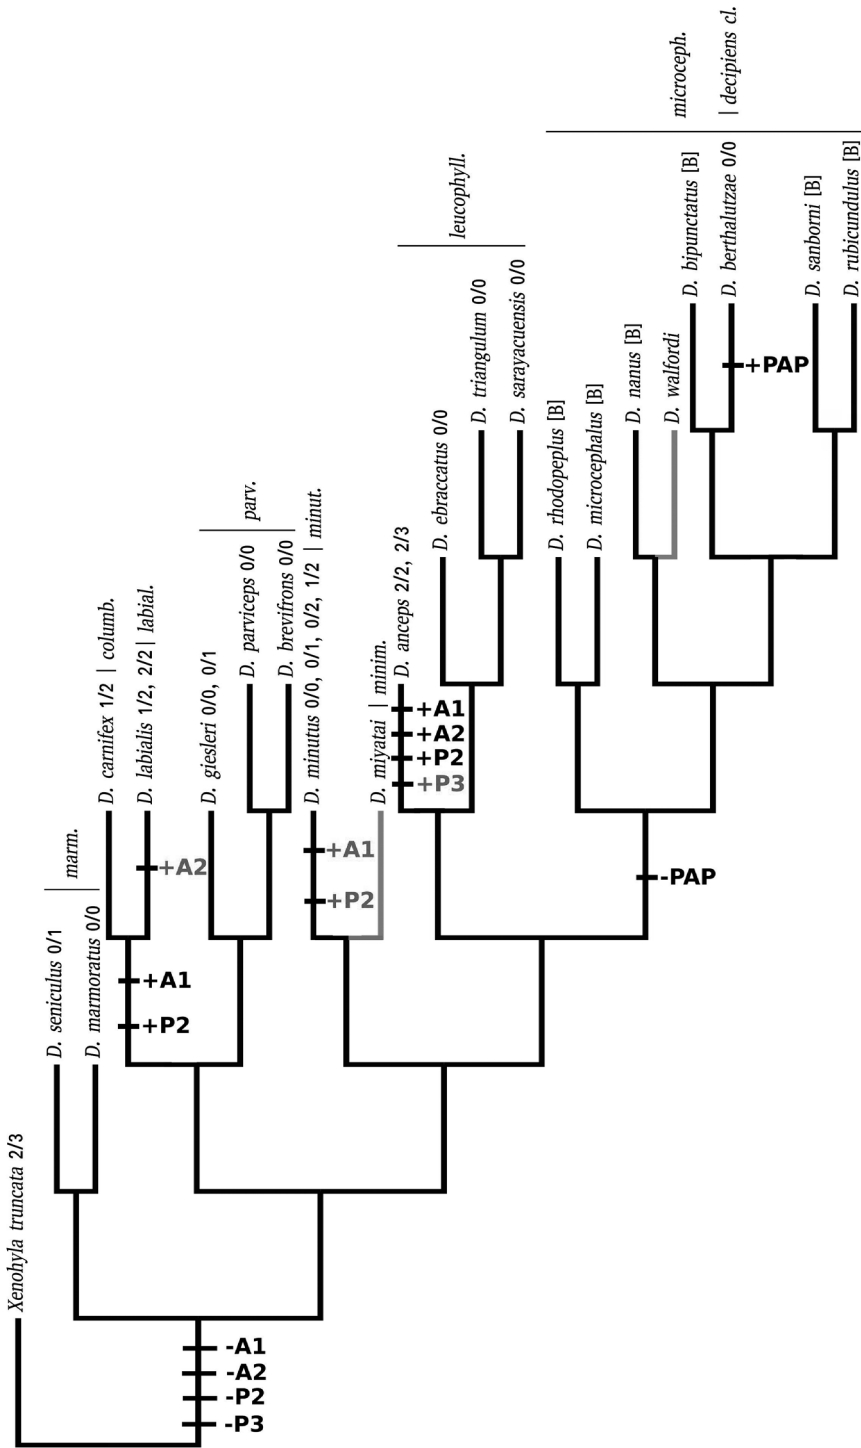 Xenohyla truncata 2/3
D. seniculus 0/1
D. marmoratus 0/0
marm.
D. carnifex 1/2 | columb.
D. labialis 1/2, 2/2 | labial.
D. giesleri 0/0, 0/1
D. parviceps 0/0
D. brevifrons 0/0
parv.
D. minutus 0/0, 0/1, 0/2, 1/2 | minut.
D. miyatai | minim.
D. anceps 2/2, 2/3
D. ebraccatus 0/0
D. triangulum 0/0
D. sarayacuensis 0/0
leucophyll.
D. rhodopeplus [B]
D. microcephalus [B]
D. nanus [B]
D. walfordi
D. bipunctatus [B]
D. berthalutzae 0/0
D. sanborni [B]
D. rubicundulus [B]
microceph.
| decipiens cl.
+PAP
+A1
+A2
+P2
+P3
+A2
+A1
+P2
-PAP
+A1
+P2
-A1
-A2
-P2
-P3